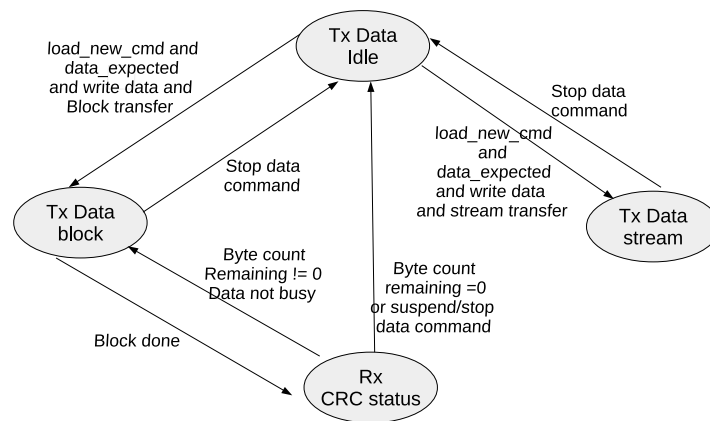 Tx Data
Idle
load_new_cmd and
data_expected
and write data and
Block transfer
Stop data
command
load_new_cmd
and
data_expected
and write data
and stream transfer
Stop data
command
Tx Data
block
Tx Data
stream
Byte count
Remaining != 0
Data not busy
Byte count
remaining =0
or suspend/stop
data command
Block done
Rx
CRC status